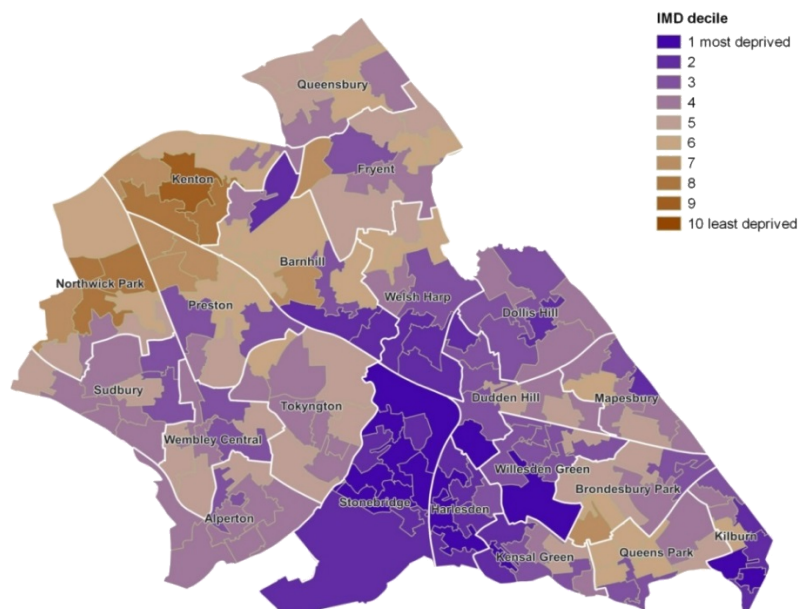 IMD decile
1 most deprived
2
3
4
5
6
7
8
9
10 least deprived
Queensbury
Kenton
Fryent
Northwick Park
Barnhill
Welsh Harp
Preston
Dollis Hill
Sudbury
Tokyngton
Dudden Hill
Mapesbury
Wembley Central
Willesden Green
Brondesbury Park
Stonebridge
Harlesden
Alperton
Kensal Green
Queens Park
Kilburn